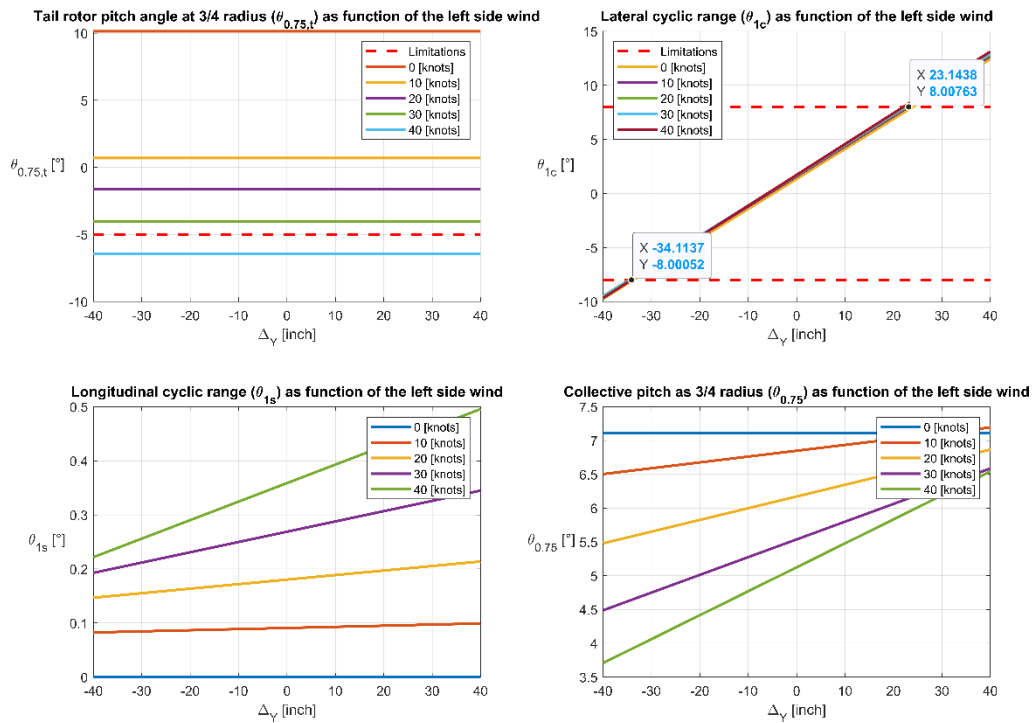 Tail rotor pitch angle at 3/4 radius (θ0.75,t) as function of the left side wind
10
5
0
-5
-10
θ0.75,t [°]
-40 -30 -20 -10 0 10 20 30 40
ΔY [inch]
Limitations
0 [knots]
10 [knots]
20 [knots]
30 [knots]
40 [knots]
Lateral cyclic range (θ1c) as function of the left side wind
15
10
5
0
-5
-10
θ1c [°]
-40 -30 -20 -10 0 10 20 30 40
ΔY [inch]
Limitations
0 [knots]
10 [knots]
20 [knots]
30 [knots]
40 [knots]
X 23.1438
Y 8.00763
X -34.1137
Y -8.00052
Longitudinal cyclic range (θ1s) as function of the left side wind
0.5
0.4
0.3
0.2
0.1
0
θ1s [°]
-40 -30 -20 -10 0 10 20 30 40
ΔY [inch]
0 [knots]
10 [knots]
20 [knots]
30 [knots]
40 [knots]
Collective pitch as 3/4 radius (θ0.75) as function of the left side wind
7.5
7
6.5
6
5.5
5
4.5
4
3.5
θ0.75 [°]
-40 -30 -20 -10 0 10 20 30 40
ΔY [inch]
0 [knots]
10 [knots]
20 [knots]
30 [knots]
40 [knots]